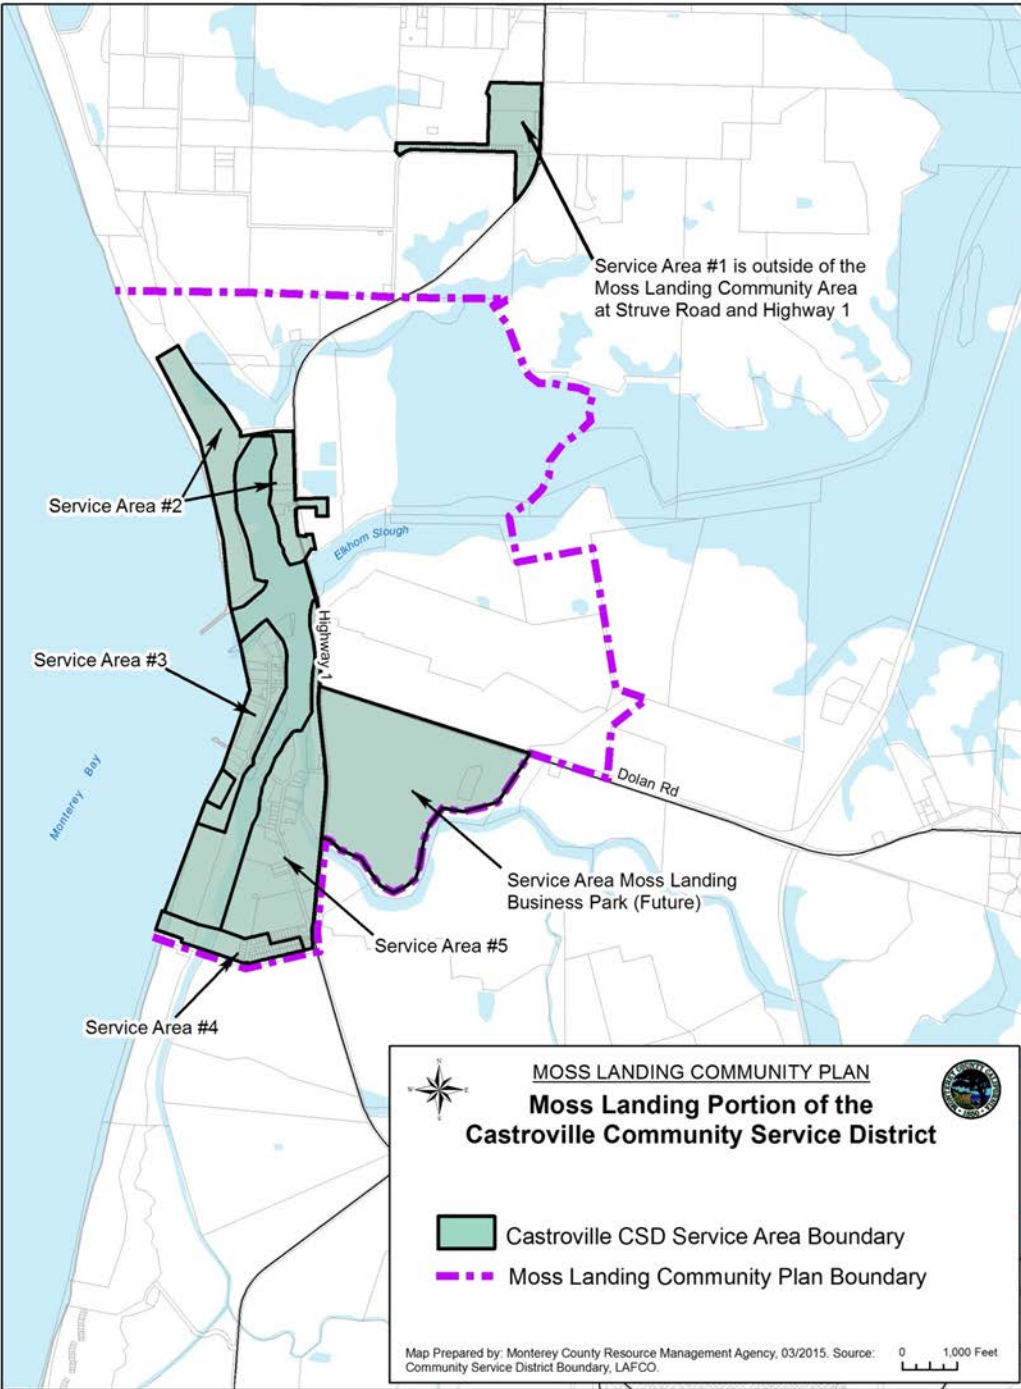 Service Area #1 is outside of the
Moss Landing Community Area
at Struve Road and Highway 1
Service Area #2
Elkhorn Slough
Highway 1
Service Area #3
Monterey Bay
Dolan Rd
Service Area Moss Landing
Business Park (Future)
Service Area #5
Service Area #4
N
W
E
S
MOSS LANDING COMMUNITY PLAN
Moss Landing Portion of the
Castroville Community Service District
MONTEREY COUNTY CALIFORNIA
1850
Castroville CSD Service Area Boundary
Moss Landing Community Plan Boundary
Map Prepared by: Monterey County Resource Management Agency, 03/2015. Source:
Community Service District Boundary, LAFCO.
0 1,000 Feet